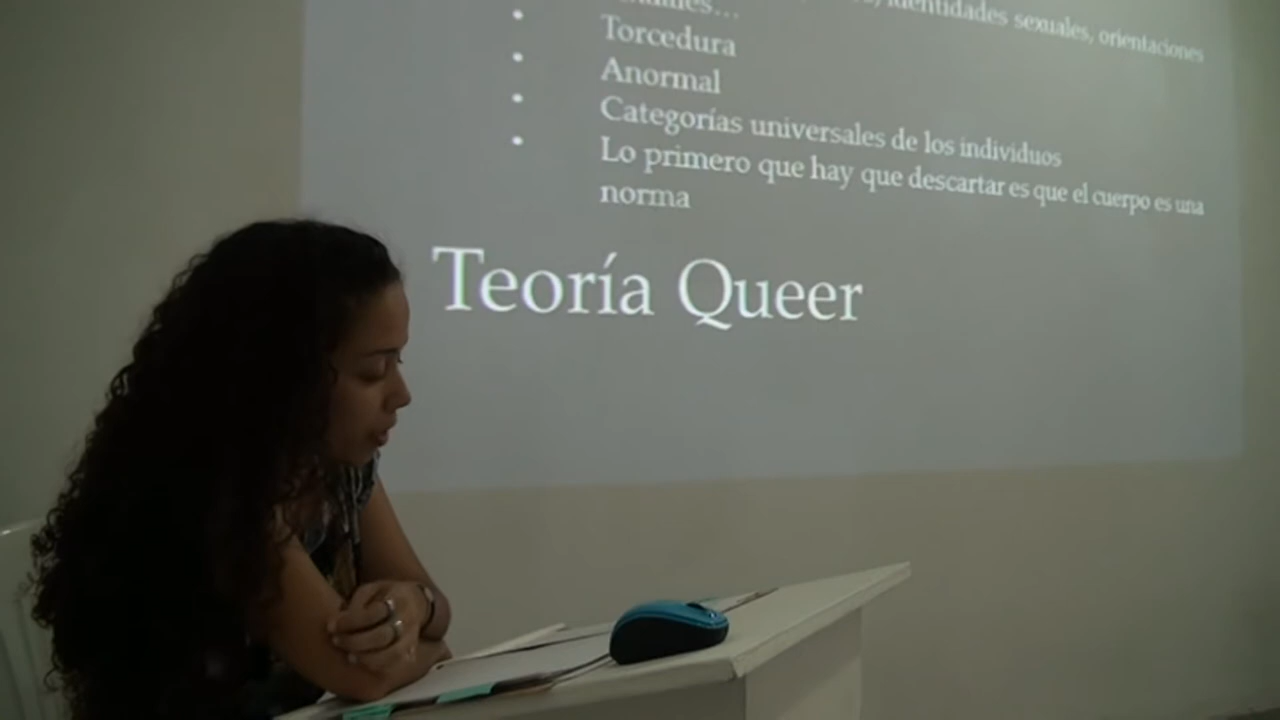 identidades sexuales, orientaciones
Torcedura
Anormal
Categorías universales de los individuos
Lo primero que hay que descartar es que el cuerpo es una
norma
Teoría Queer